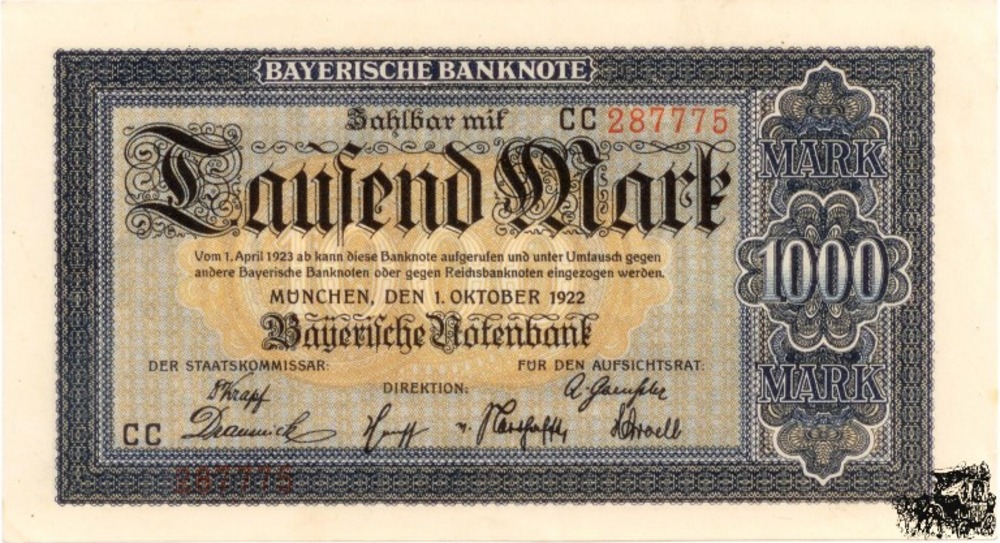 BAYERISCHE BANKNOTE
Zahlbar mit CC 287775
Tausend Mark
Vom 1. April 1923 ab kann diese Banknote aufgerufen und unter Umtausch gegen
andere Bayerische Banknoten oder gegen Reichsbanknoten eingezogen werden.
MÜNCHEN, DEN 1. OKTOBER 1922
Bayerische Notenbank
DER STAATSKOMMISSAR: FÜR DEN AUFSICHTSRAT:
DIREKTION:
CC
287775
MARK
1000
MARK